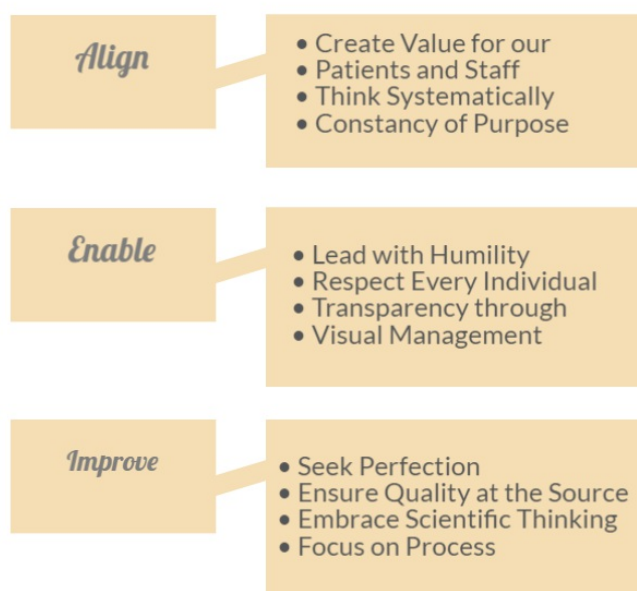 Align
• Create Value for our
• Patients and Staff
• Think Systematically
• Constancy of Purpose
Enable
• Lead with Humility
• Respect Every Individual
• Transparency through
• Visual Management
Improve
• Seek Perfection
• Ensure Quality at the Source
• Embrace Scientific Thinking
• Focus on Process